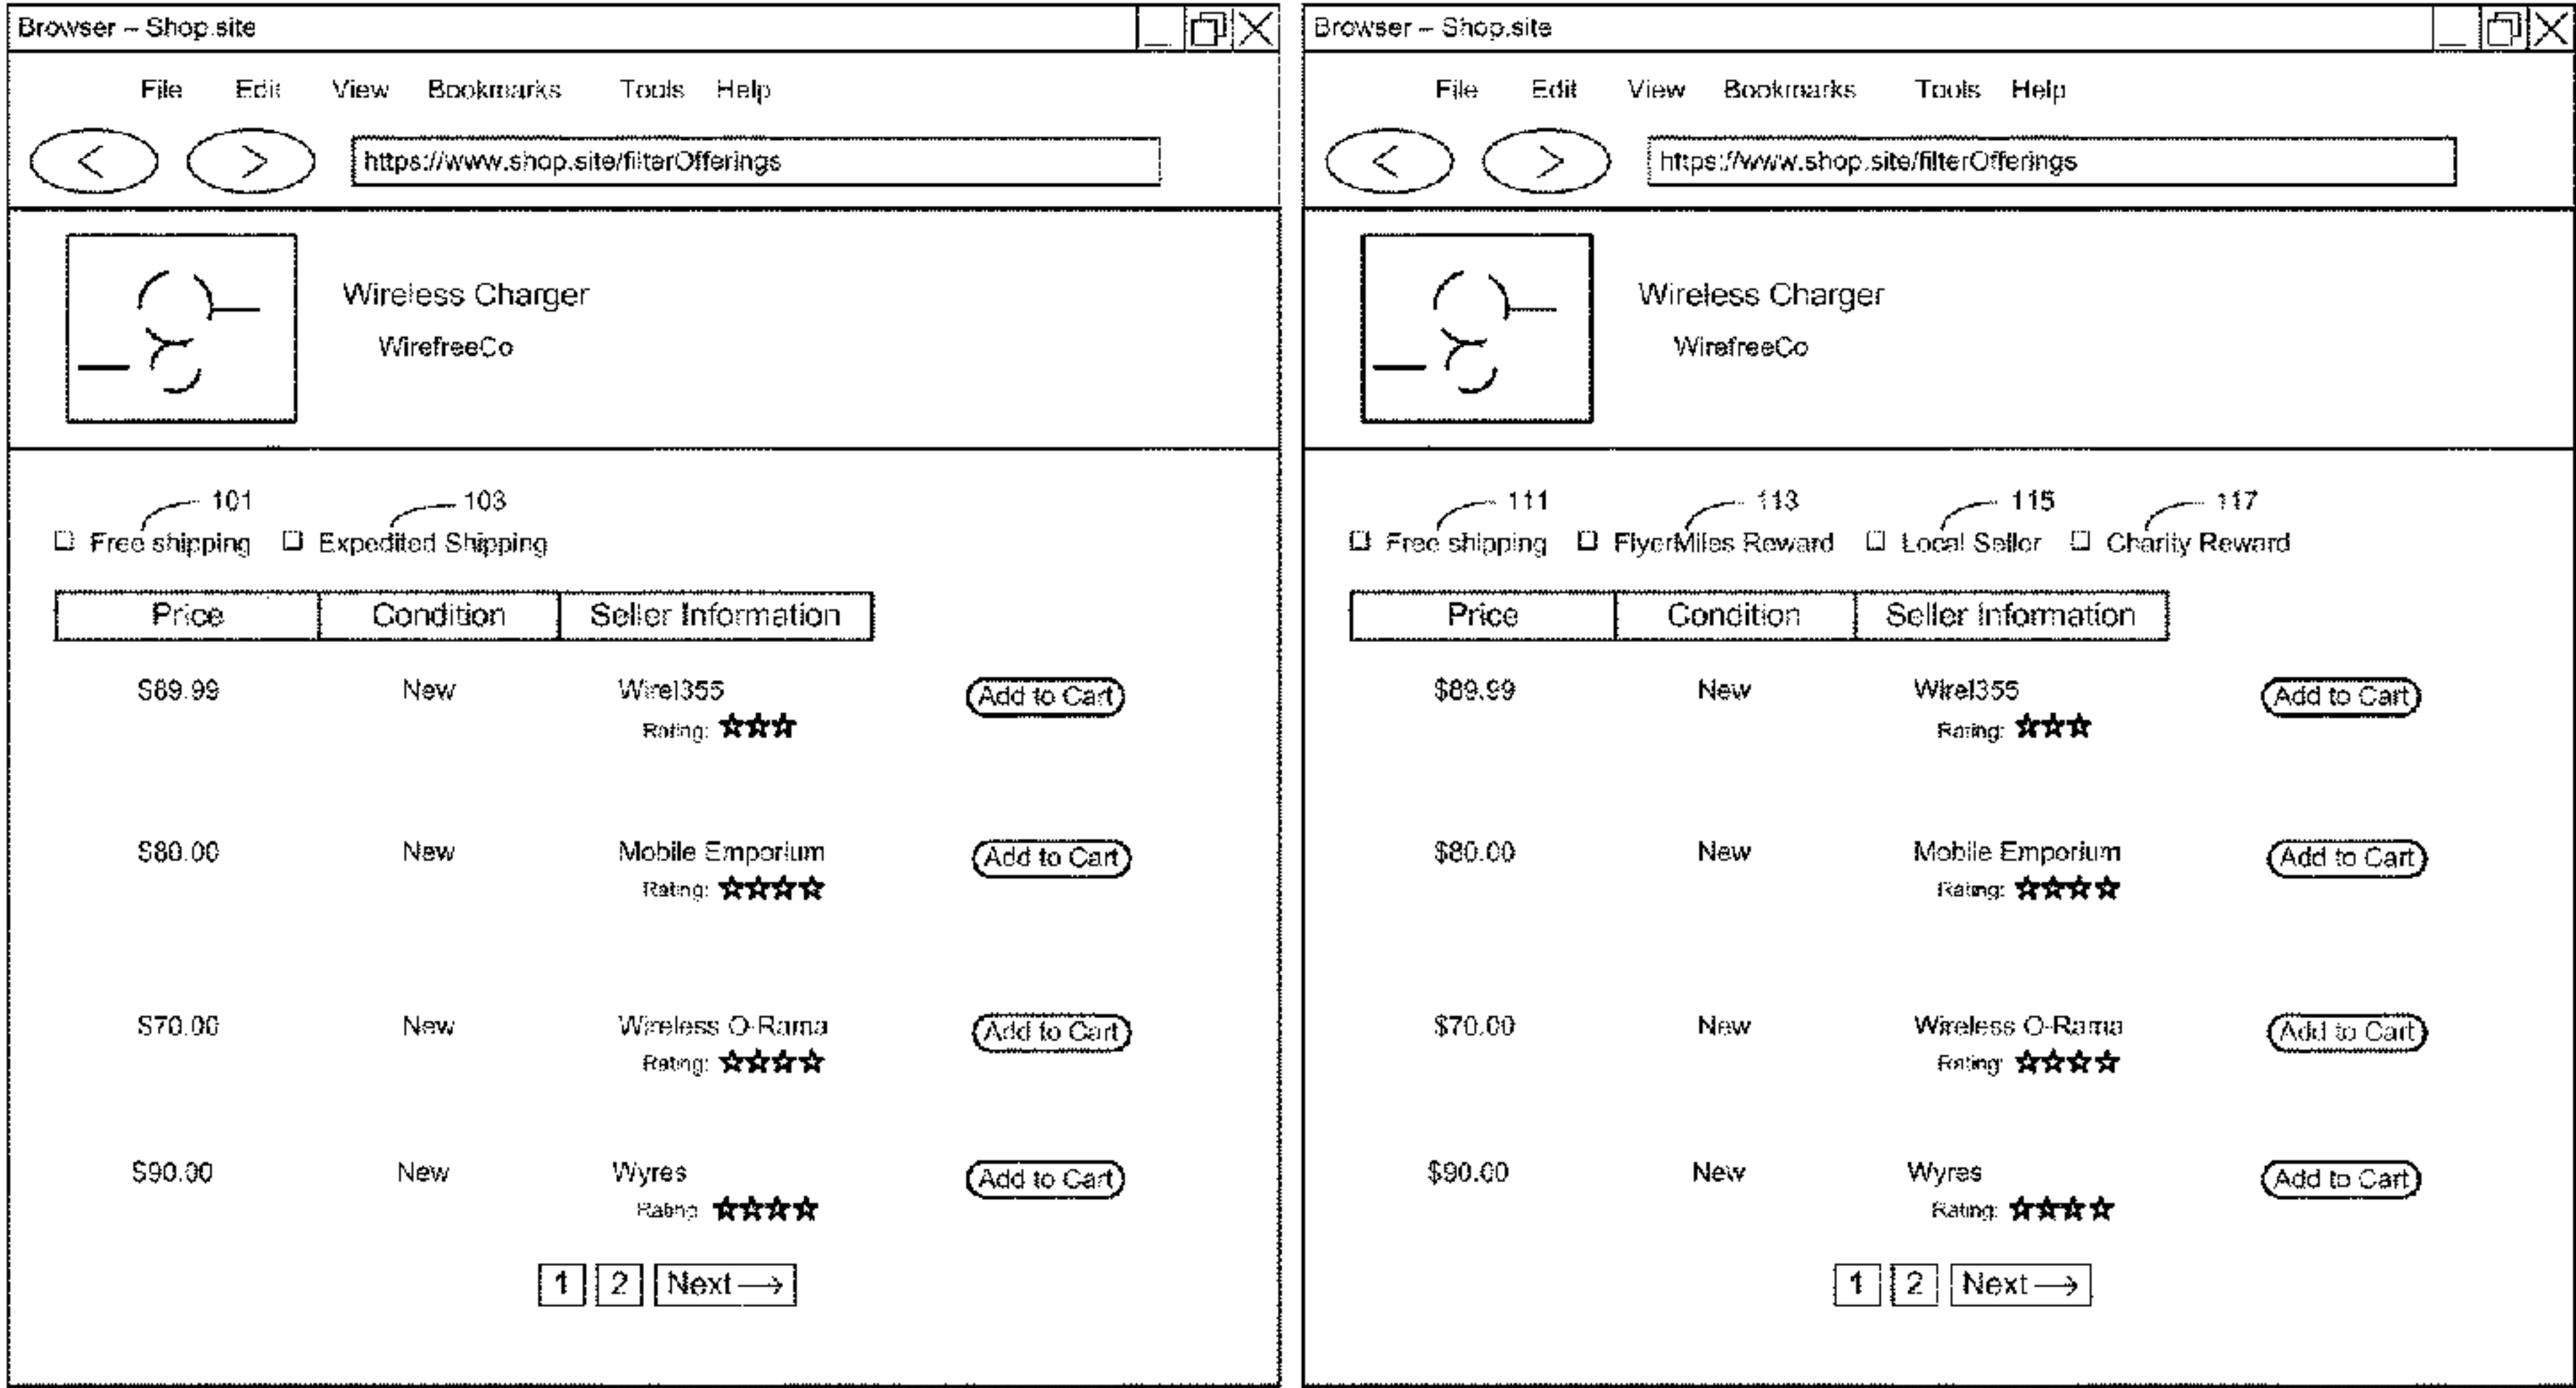 Browser – Shop.site
File Edit View Bookmarks Tools Help
< >
https://www.shop.site/filterOfferings
Wireless Charger
WirefreeCo
101 103
Free shipping Expedited Shipping
Price Condition Seller Information
$89.99 New Wirel355 Add to Cart
Rating: ☆☆☆
$80.00 New Mobile Emporium Add to Cart
Rating: ☆☆☆☆
$70.00 New Wireless O-Rama Add to Cart
Rating: ☆☆☆☆
$90.00 New Wyres Add to Cart
Rating: ☆☆☆☆
1 2 Next →
Browser – Shop.site
File Edit View Bookmarks Tools Help
< >
https://www.shop.site/filterOfferings
Wireless Charger
WirefreeCo
111 113 115 117
Free shipping FlyerMiles Reward Local Seller Charity Reward
Price Condition Seller Information
$89.99 New Wirel355 Add to Cart
Rating: ☆☆☆
$80.00 New Mobile Emporium Add to Cart
Rating: ☆☆☆☆
$70.00 New Wireless O-Rama Add to Cart
Rating: ☆☆☆☆
$90.00 New Wyres Add to Cart
Rating: ☆☆☆☆
1 2 Next →